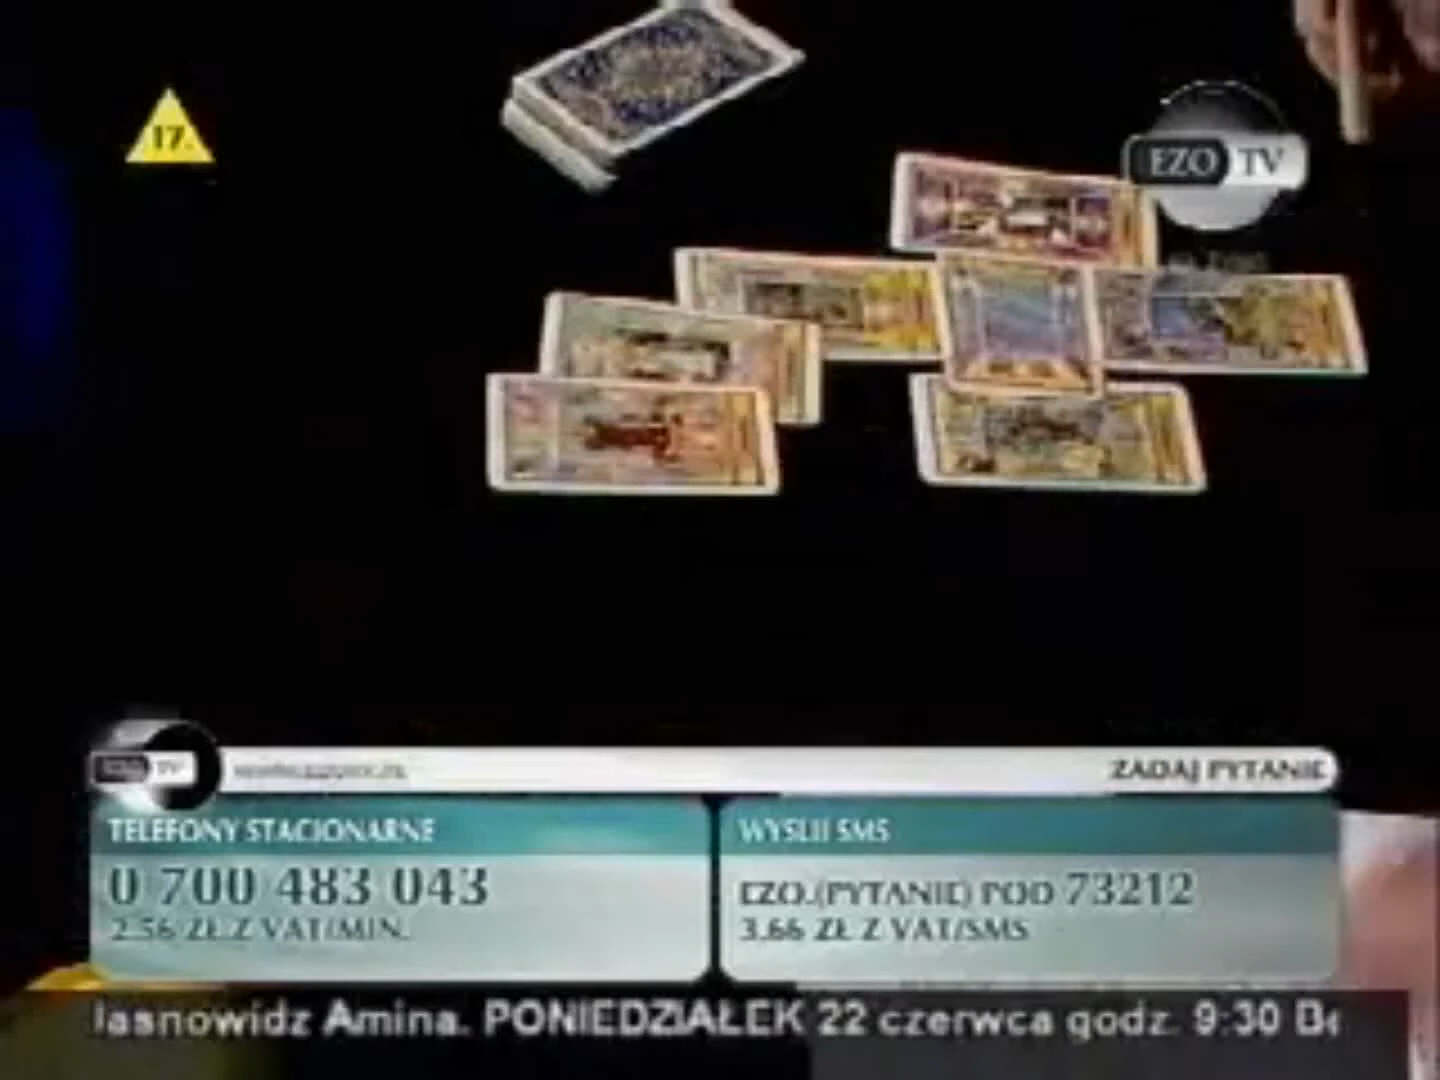 17.
EZO TV
TV
ZADAJ PYTANIE
TELEFONY STACJONARNE
0 700 483 043
2.56 ZŁ Z VAT/MIN.
WYŚLIJ SMS
EZO.(PYTANIE) POD 73212
3.66 ZŁ Z VAT/SMS
Jasnowidz Amina. PONIEDZIAŁEK 22 czerwca godz. 9:30